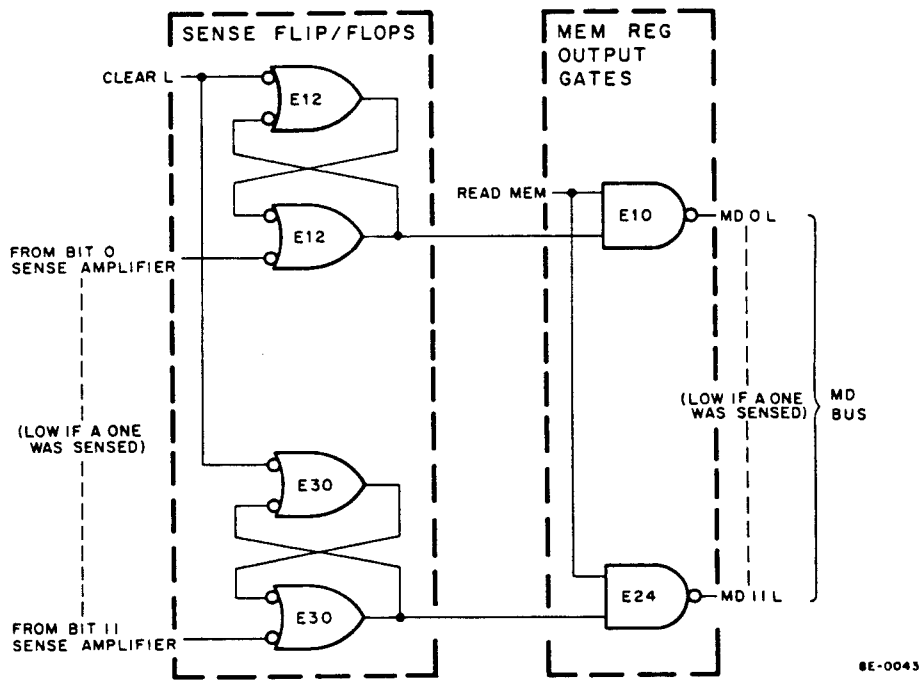 SENSE FLIP/FLOPS
MEM REG
OUTPUT
GATES
CLEAR L
E12
E12
READ MEM
E10
MD 0 L
FROM BIT 0
SENSE AMPLIFIER
(LOW IF A ONE
WAS SENSED)
(LOW IF A ONE
WAS SENSED)
MD
BUS
E30
E30
E24
MD 11 L
FROM BIT 11
SENSE AMPLIFIER
8E-0043